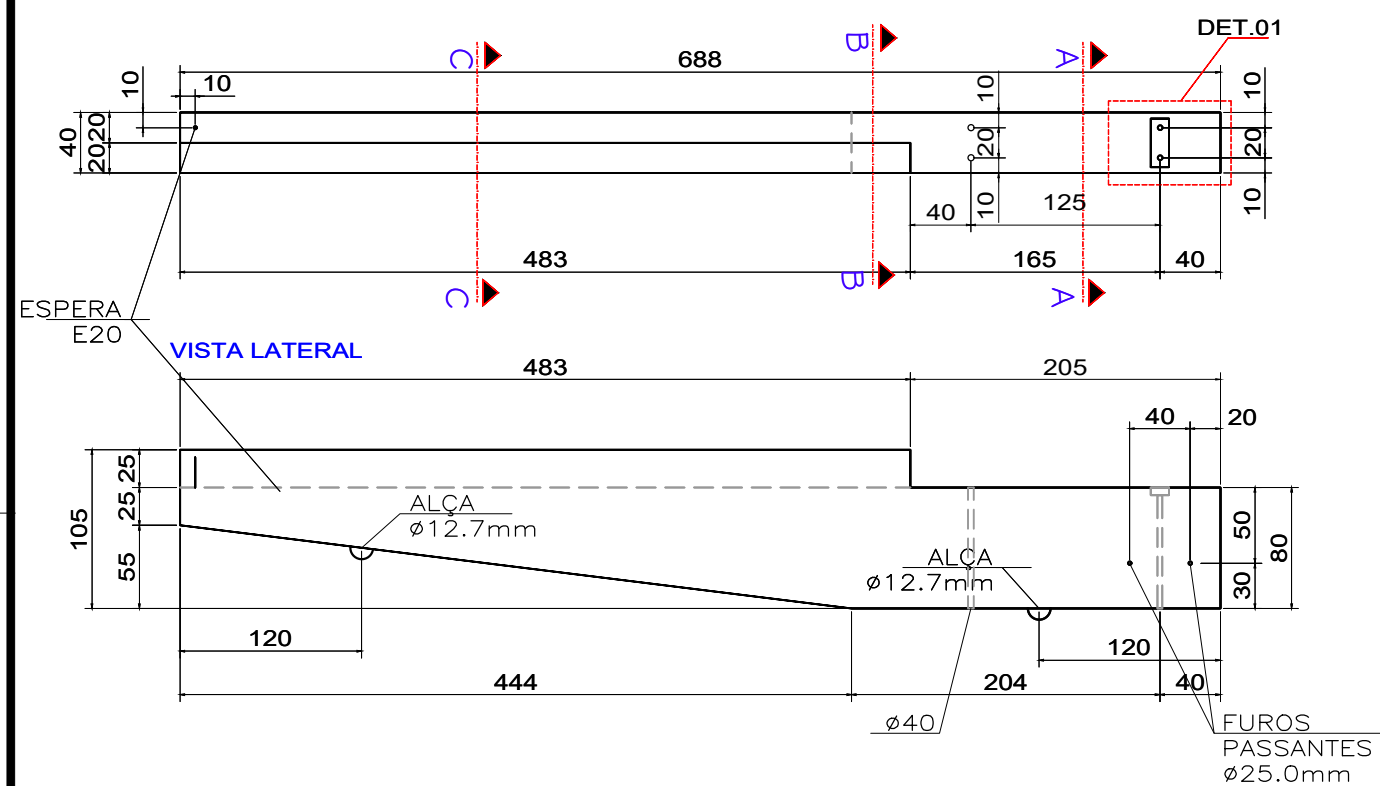 DET.01
C
B
A
688
10
10
10
10
40
20
20
20
20
10
10
40
125
483
165
40
C
B
A
ESPERA
E20
VISTA LATERAL
483
205
40
20
105
25
25
55
ALÇA
ø12.7mm
ALÇA
ø12.7mm
50
30
80
120
120
444
204
40
ø40
FUROS
PASSANTES
ø25.0mm